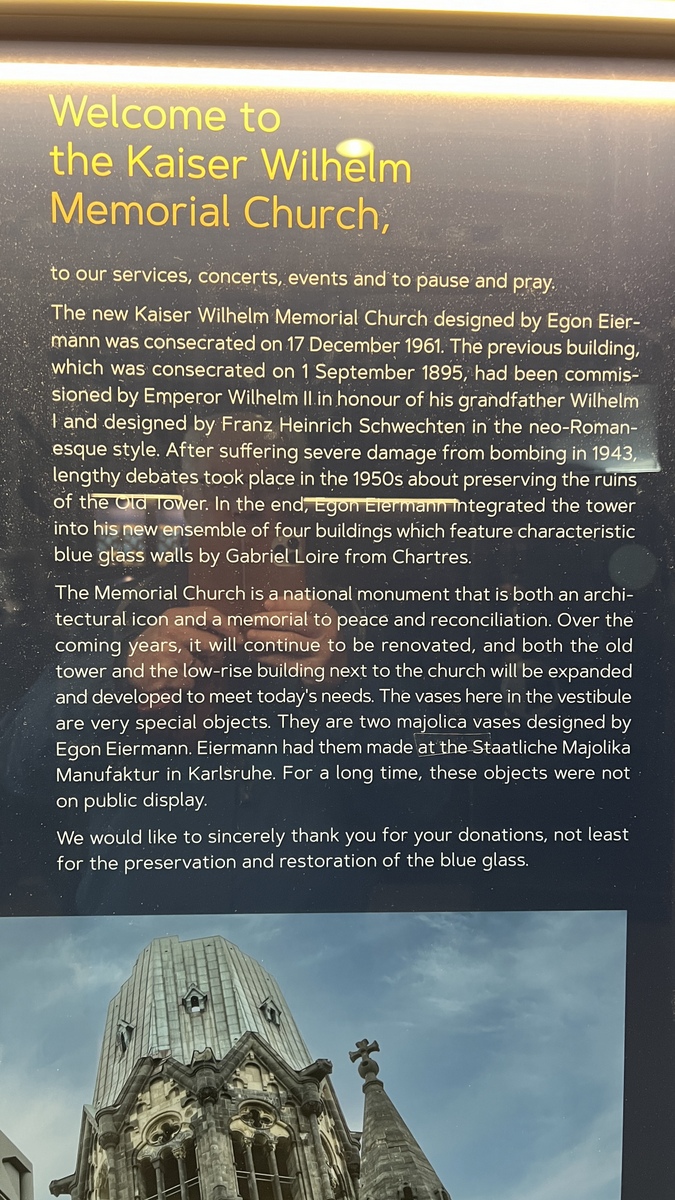 Welcome to
the Kaiser Wilhelm
Memorial Church,
to our services, concerts, events and to pause and pray.
The new Kaiser Wilhelm Memorial Church designed by Egon Eier-
mann was consecrated on 17 December 1961. The previous building,
which was consecrated on 1 September 1895, had been commis-
sioned by Emperor Wilhelm II in honour of his grandfather Wilhelm
I and designed by Franz Heinrich Schwechten in the neo-Roman-
esque style. After suffering severe damage from bombing in 1943,
lengthy debates took place in the 1950s about preserving the ruins
of the Old Tower. In the end, Egon Eiermann integrated the tower
into his new ensemble of four buildings which feature characteristic
blue glass walls by Gabriel Loire from Chartres.
The Memorial Church is a national monument that is both an archi-
tectural icon and a memorial to peace and reconciliation. Over the
coming years, it will continue to be renovated, and both the old
tower and the low-rise building next to the church will be expanded
and developed to meet today's needs. The vases here in the vestibule
are very special objects. They are two majolica vases designed by
Egon Eiermann. Eiermann had them made at the Staatliche Majolika
Manufaktur in Karlsruhe. For a long time, these objects were not
on public display.
We would like to sincerely thank you for your donations, not least
for the preservation and restoration of the blue glass.